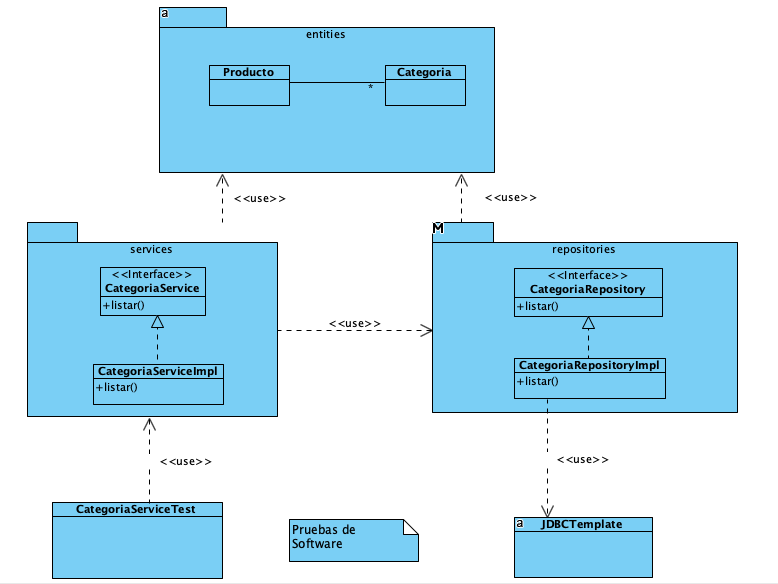 a
entities
Producto
Categoria
*
<<use>>
<<use>>
services
<<Interface>>
CategoriaService
+listar()
CategoriaServiceImpl
+listar()
<<use>>
M
repositories
<<Interface>>
CategoriaRepository
+listar()
CategoriaRepositoryImpl
+listar()
<<use>>
<<use>>
CategoriaServiceTest
Pruebas de
Software
a
JDBCTemplate